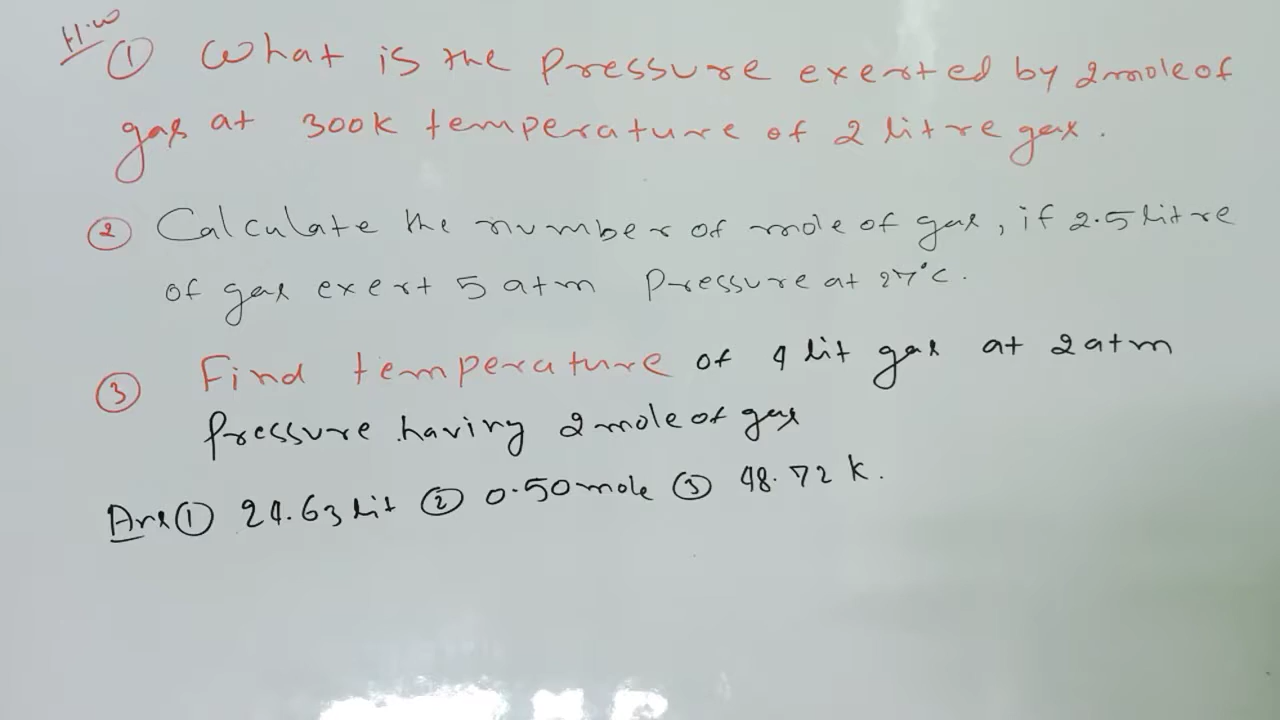 H.W
① What is the Pressure exerted by 2 mole of
gas at 300K temperature of 2 litre gas.
② Calculate the number of mole of gas, if 2.5 litre
of gas exert 5 atm Pressure at 27°C.
③ Find temperature of 4 lit gas at 2 atm
Pressure having 2 mole of gas
Ans ① 24.63 lit ② 0.50 mole ③ 48.72 K.